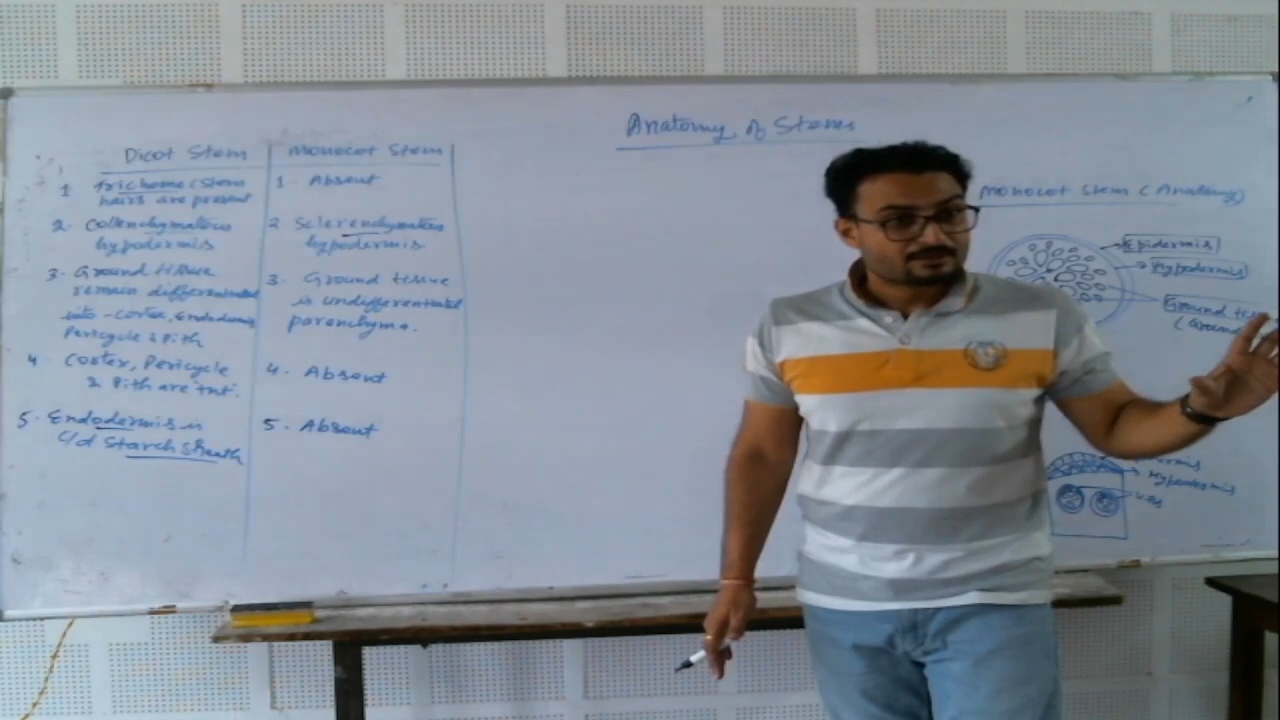 Anatomy of Stems
Dicot Stem
1 Trichome (Stem
hairs are present
2. Collenchymatous
hypodermis
3. Ground tissue
remain differentiated
into - cortex, Endodermis
Pericycle & Pith
4 Cortex, Pericycle
& Pith are int.
5. Endodermis is
c/d Starch sheath
Monocot Stem
1. Absent
2 Sclerenchymatous
hypodermis
3. Ground tissue
is undifferentiated
parenchyma.
4. Absent
5. Absent
Monocot Stem (Anatomy)
Epidermis
Hypodermis
Ground
(Ground
Hypodermis